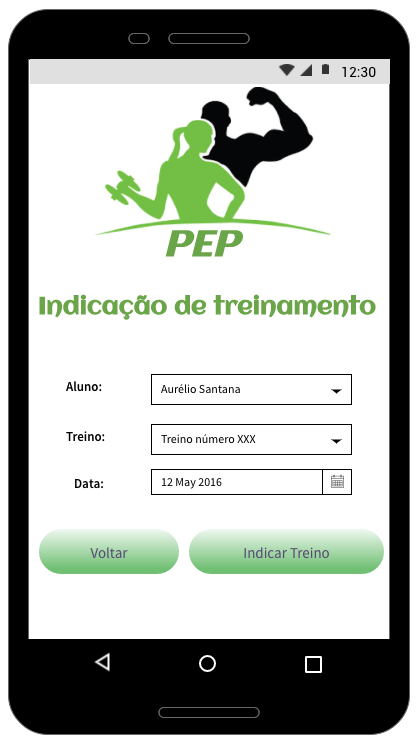 12:30
PEP
Indicação de treinamento
Aluno: Aurélio Santana
Treino: Treino número XXX
Data: 12 May 2016
Voltar Indicar Treino